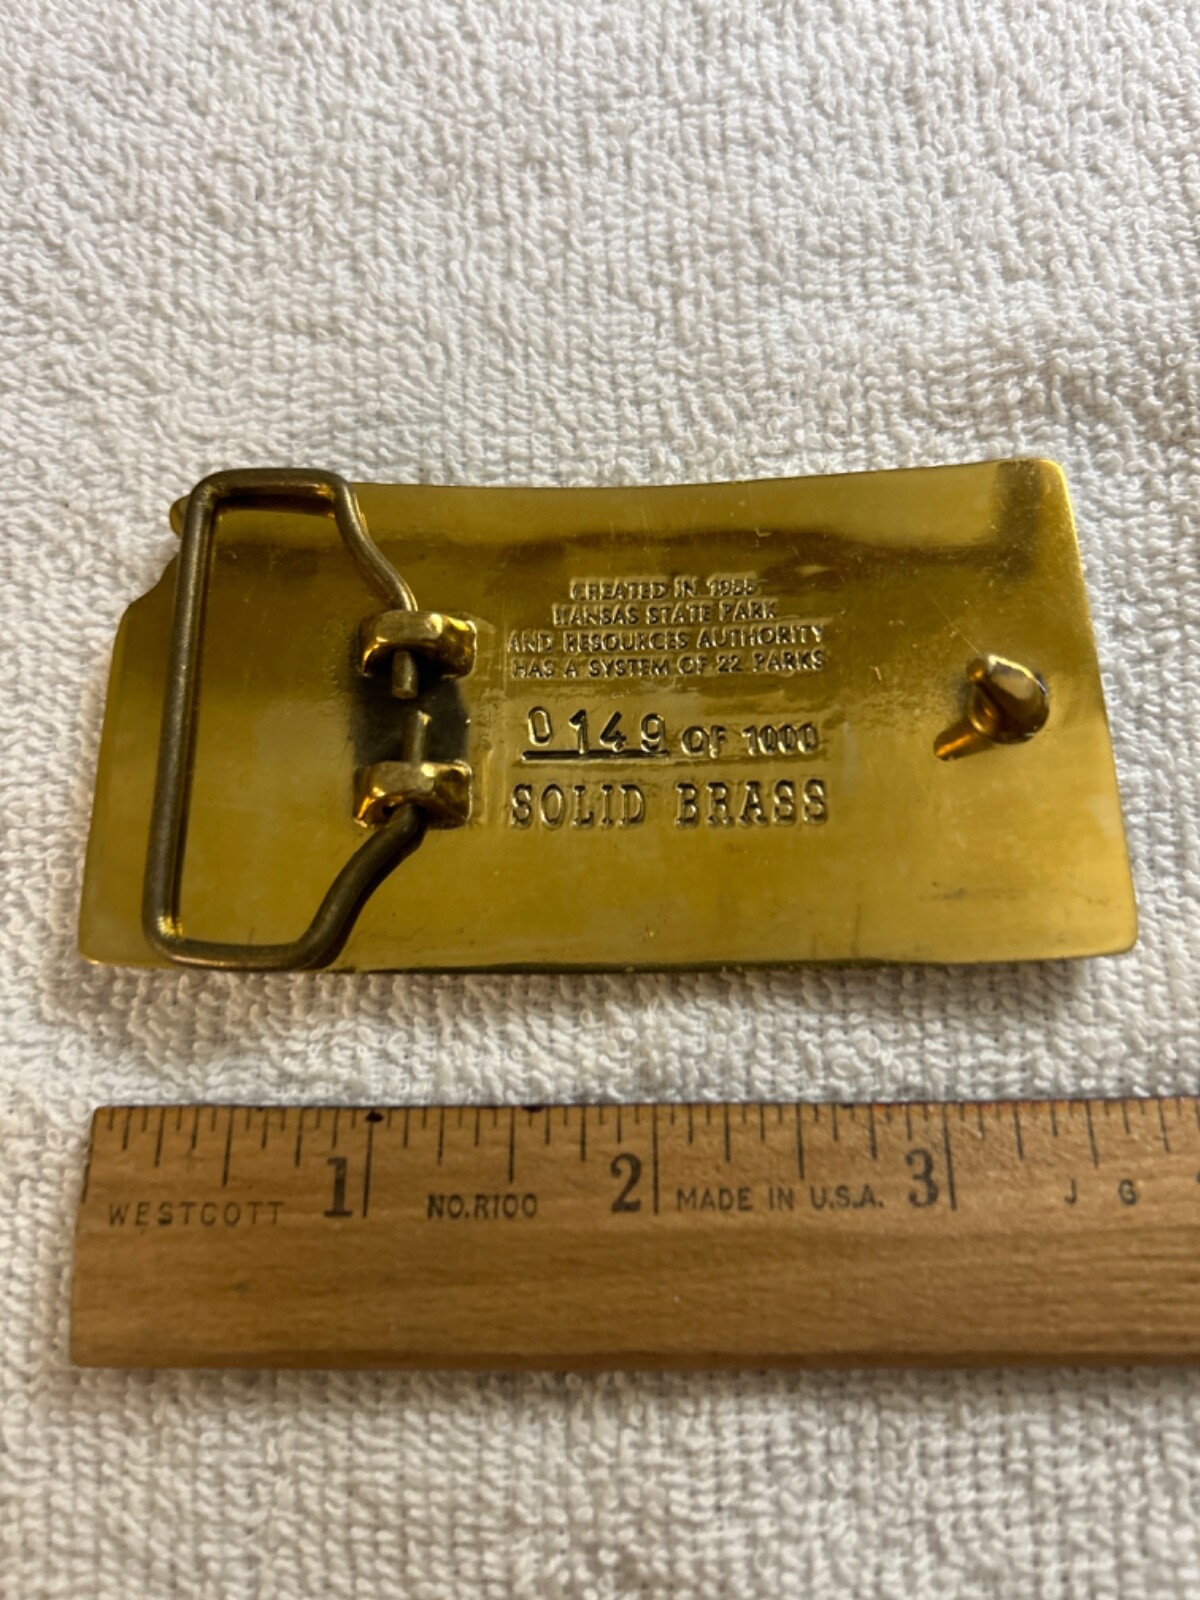 CREATED IN 1955
KANSAS STATE PARK
AND RESOURCES AUTHORITY
HAS A SYSTEM OF 22 PARKS
0149 OF 1000
SOLID BRASS
1 2 3
WESTCOTT NO.R100 MADE IN U.S.A. J G